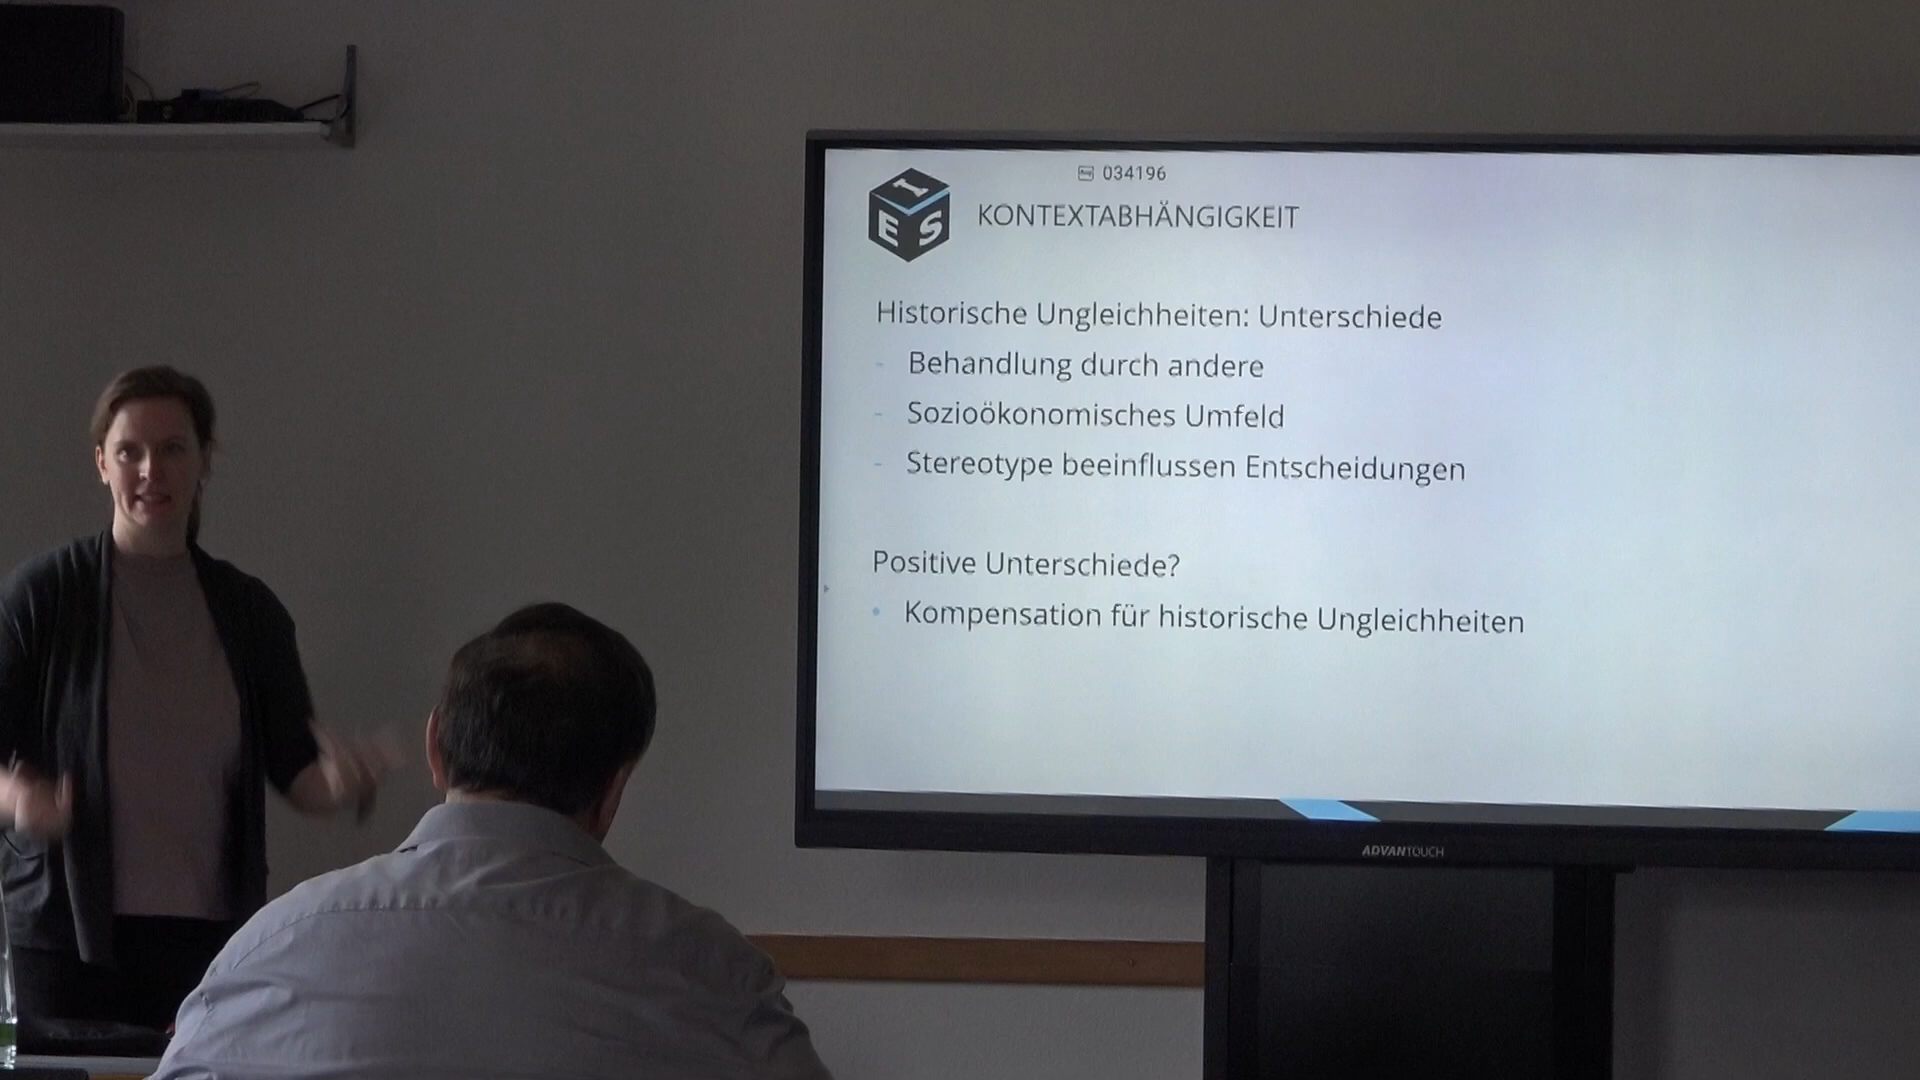 034196
I
E S
KONTEXTABHÄNGIGKEIT
Historische Ungleichheiten: Unterschiede
- Behandlung durch andere
- Sozioökonomisches Umfeld
- Stereotype beeinflussen Entscheidungen
Positive Unterschiede?
• Kompensation für historische Ungleichheiten
ADVANTOUCH